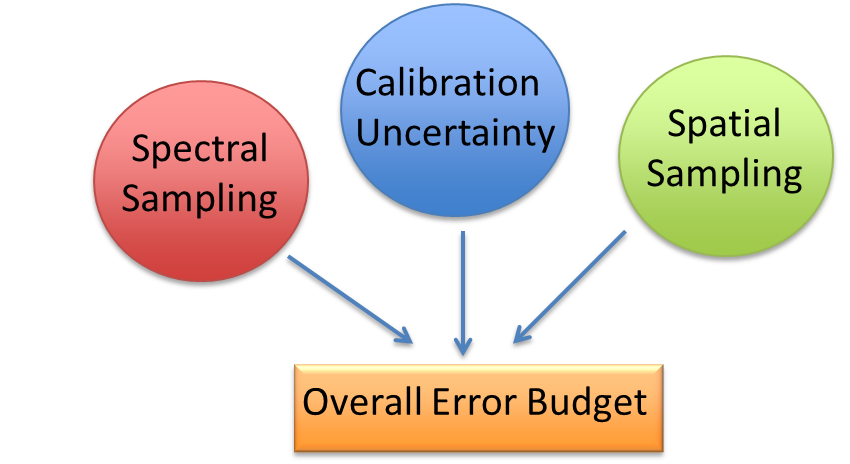 Spectral
Sampling
Calibration
Uncertainty
Spatial
Sampling
Overall Error Budget